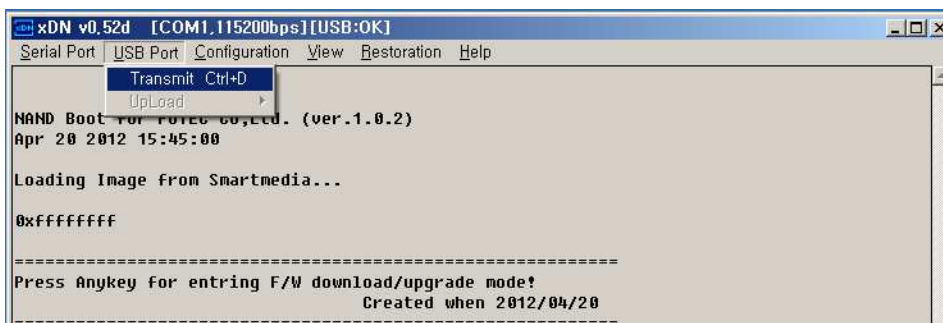 xDN v0.52d [COM1,115200bps][USB:OK]
Serial Port USB Port Configuration View Restoration Help
Transmit Ctrl+D
UpLoad
NAND Boot for FOTEC Co,Ltd. (ver.1.0.2)
Apr 20 2012 15:45:00
Loading Image from Smartmedia...
0xffffffff
=============================================================
Press Anykey for entring F/W download/upgrade mode!
Created when 2012/04/20